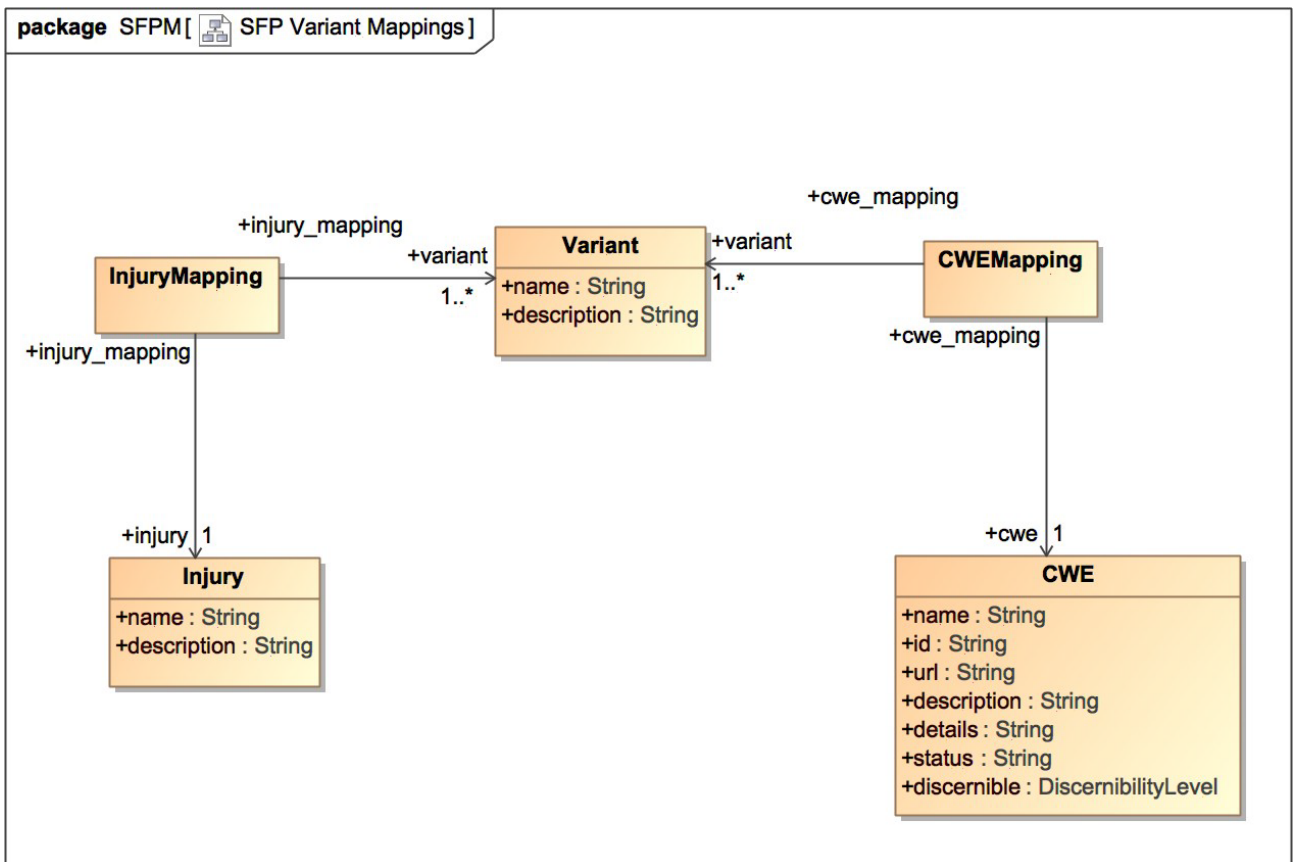 package SFPM[ SFP Variant Mappings ]
+cwe_mapping
+injury_mapping
+variant
Variant
+variant
InjuryMapping
CWEMapping
1..*
1..*
+name : String
+description : String
+injury_mapping
+cwe_mapping
+injury 1
+cwe 1
Injury
+name : String
+description : String
CWE
+name : String
+id : String
+url : String
+description : String
+details : String
+status : String
+discernible : DiscernibilityLevel